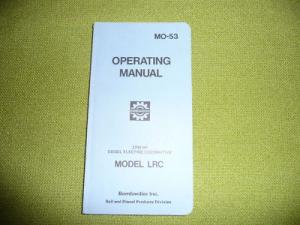 MO-53
OPERATING
MANUAL
DIESEL ELECTRIC LOCOMOTIVE
MODEL LRC
Bombardier Inc.
Rail and Diesel Products Division